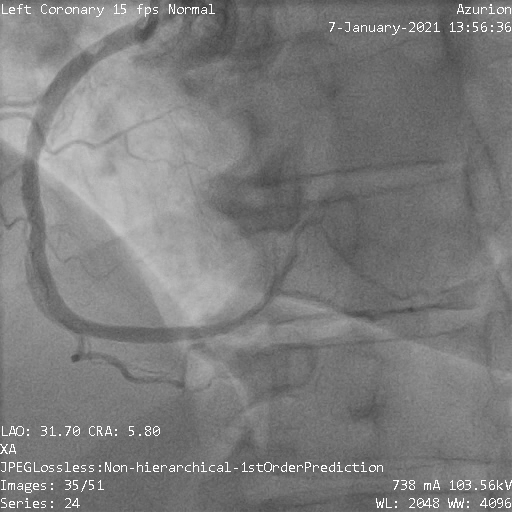 Left Coronary 15 fps Normal
Azurion
7-January-2021 13:56:36
LAO: 31.70 CRA: 5.80
XA
JPEGLossless:Non-hierarchical-1stOrderPrediction
Images: 35/51
738 mA 103.56kV
Series: 24
WL: 2048 WW: 4096